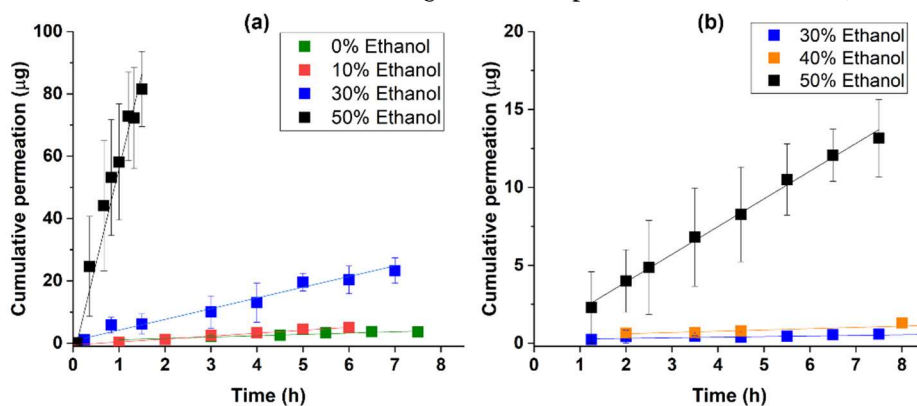 (a)
100
80
60
40
20
0
0% Ethanol
10% Ethanol
30% Ethanol
50% Ethanol
Cumulative permeation (μg)
0 1 2 3 4 5 6 7 8
Time (h)
(b)
20
15
10
5
0
30% Ethanol
40% Ethanol
50% Ethanol
Cumulative permeation (μg)
0 1 2 3 4 5 6 7 8
Time (h)